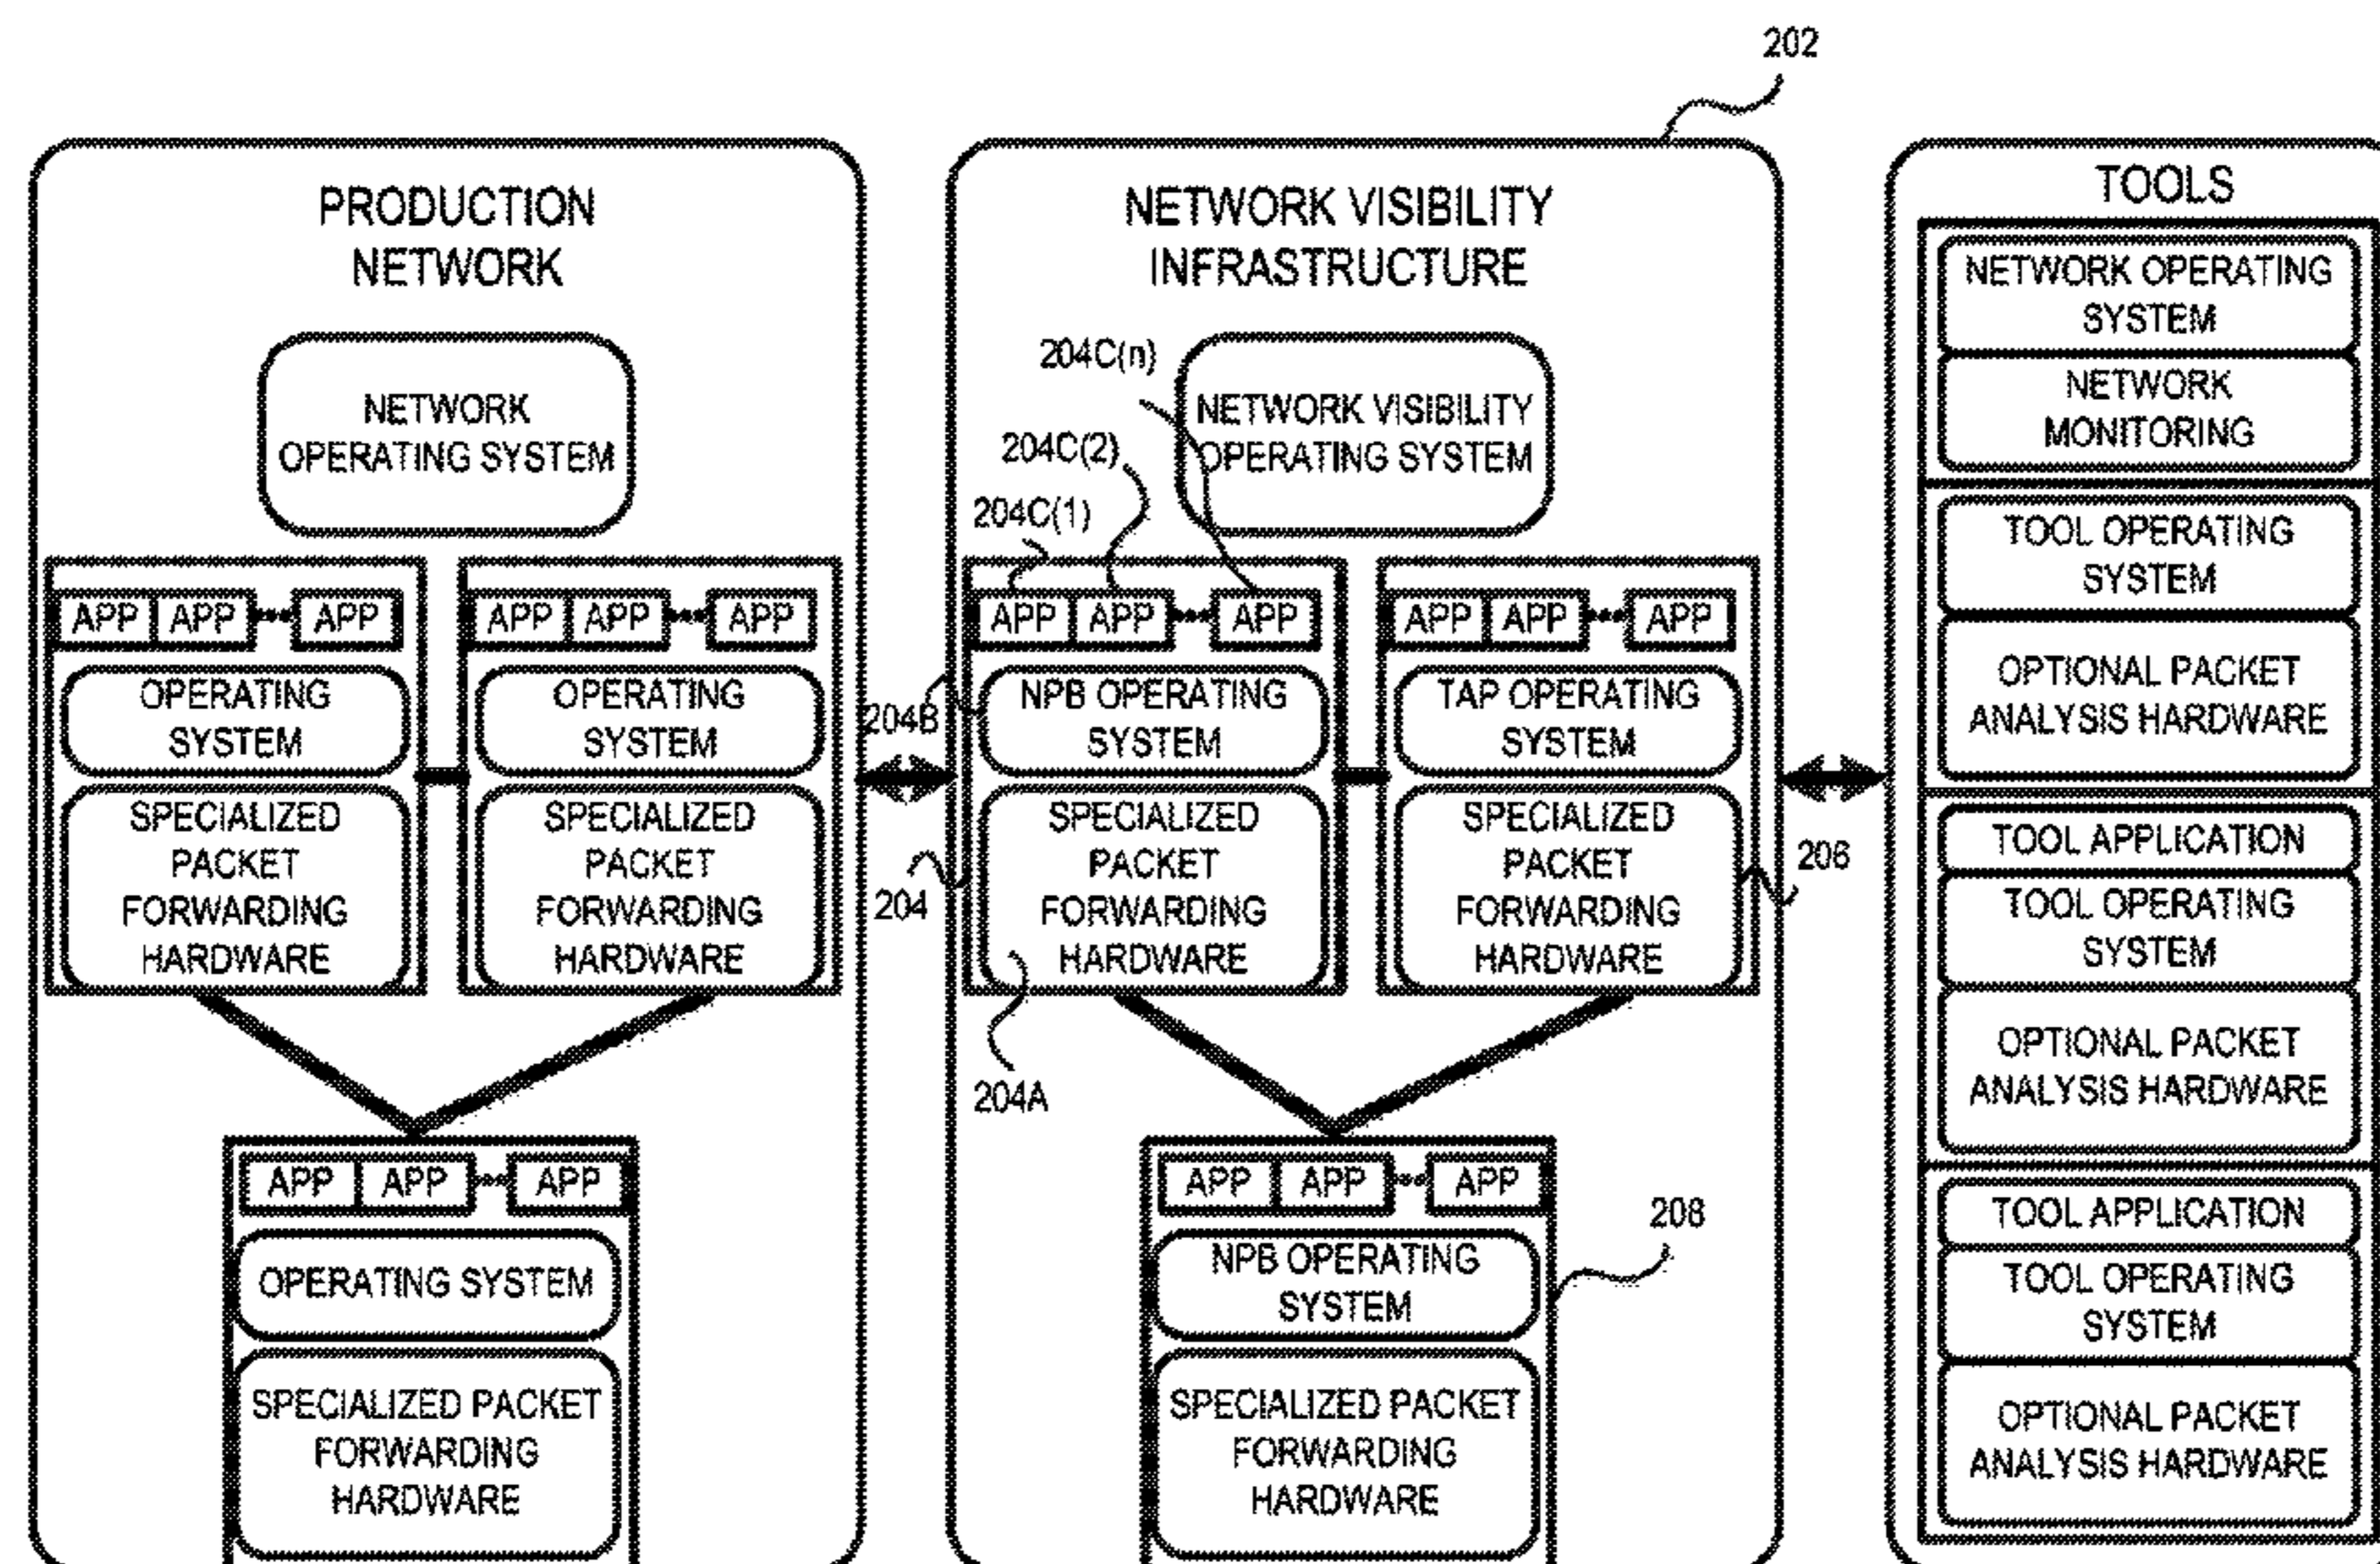 202
PRODUCTION
NETWORK
NETWORK
OPERATING SYSTEM
APP APP APP
APP APP APP
OPERATING
SYSTEM
OPERATING
SYSTEM
SPECIALIZED
PACKET
FORWARDING
HARDWARE
SPECIALIZED
PACKET
FORWARDING
HARDWARE
APP APP APP
OPERATING SYSTEM
SPECIALIZED PACKET
FORWARDING
HARDWARE
NETWORK VISIBILITY
INFRASTRUCTURE
204C(n)
NETWORK VISIBILITY
OPERATING SYSTEM
204C(2)
204C(1)
APP APP APP
APP APP APP
204B
NPB OPERATING
SYSTEM
TAP OPERATING
SYSTEM
204
SPECIALIZED
PACKET
FORWARDING
HARDWARE
SPECIALIZED
PACKET
FORWARDING
HARDWARE
206
204A
APP APP APP
208
NPB OPERATING
SYSTEM
SPECIALIZED PACKET
FORWARDING
HARDWARE
TOOLS
NETWORK OPERATING
SYSTEM
NETWORK
MONITORING
TOOL OPERATING
SYSTEM
OPTIONAL PACKET
ANALYSIS HARDWARE
TOOL APPLICATION
TOOL OPERATING
SYSTEM
OPTIONAL PACKET
ANALYSIS HARDWARE
TOOL APPLICATION
TOOL OPERATING
SYSTEM
OPTIONAL PACKET
ANALYSIS HARDWARE